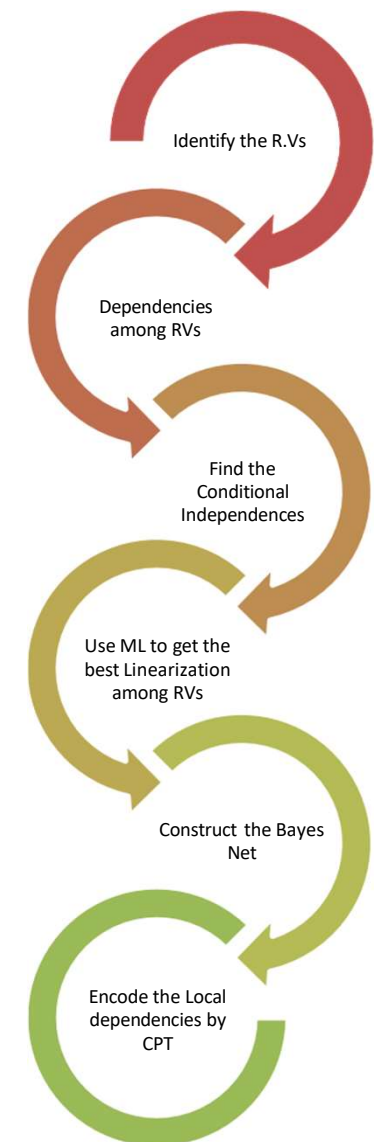 Identify the R.Vs
Dependencies
among RVs
Find the
Conditional
Independences
Use ML to get the
best Linearization
among RVs
Construct the Bayes
Net
Encode the Local
dependencies by
CPT